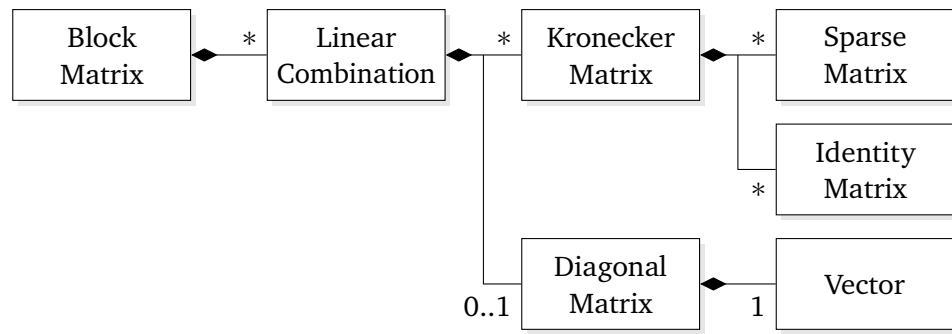 Block
Matrix
*
Linear
Combination
*
Kronecker
Matrix
*
Sparse
Matrix
Identity
Matrix
*
Diagonal
Matrix
0..1
1
Vector